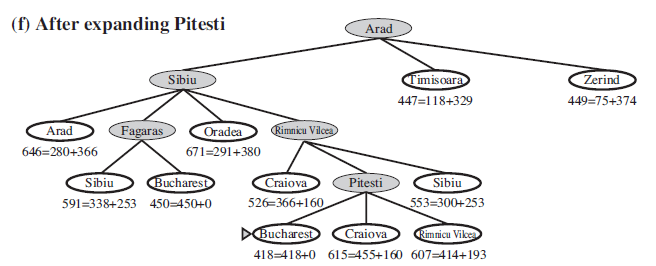 (f) After expanding Pitesti
Arad
Sibiu
Timisoara
Zerind
447=118+329
449=75+374
Arad
Fagaras
Oradea
Rimnicu Vilcea
646=280+366
671=291+380
Sibiu
Bucharest
Craiova
Pitesti
Sibiu
591=338+253
450=450+0
526=366+160
553=300+253
Bucharest
Craiova
Rimnicu Vilcea
418=418+0
615=455+160
607=414+193